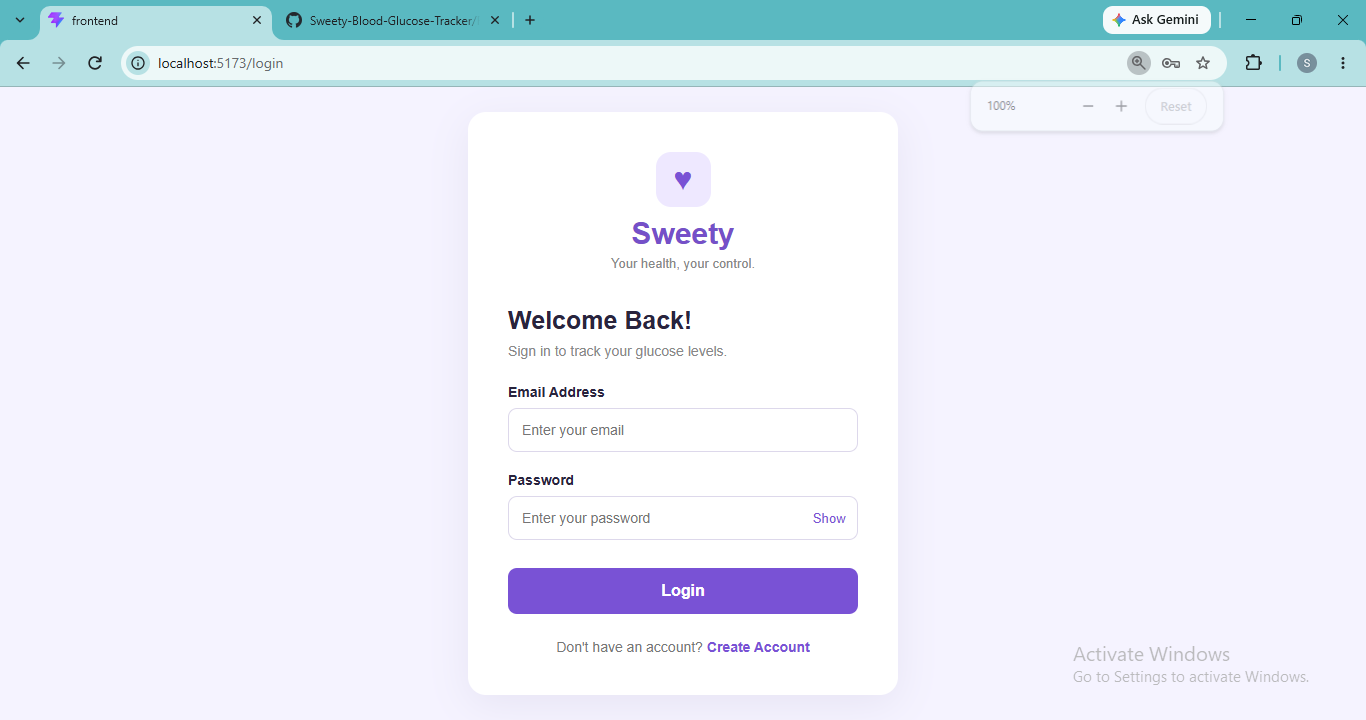 frontend
Sweety-Blood-Glucose-Tracker/
Ask Gemini
localhost:5173/login
S
100%
Reset
Sweety
Your health, your control.
Welcome Back!
Sign in to track your glucose levels.
Email Address
Enter your email
Password
Enter your password
Show
Login
Don't have an account? Create Account
Activate Windows
Go to Settings to activate Windows.